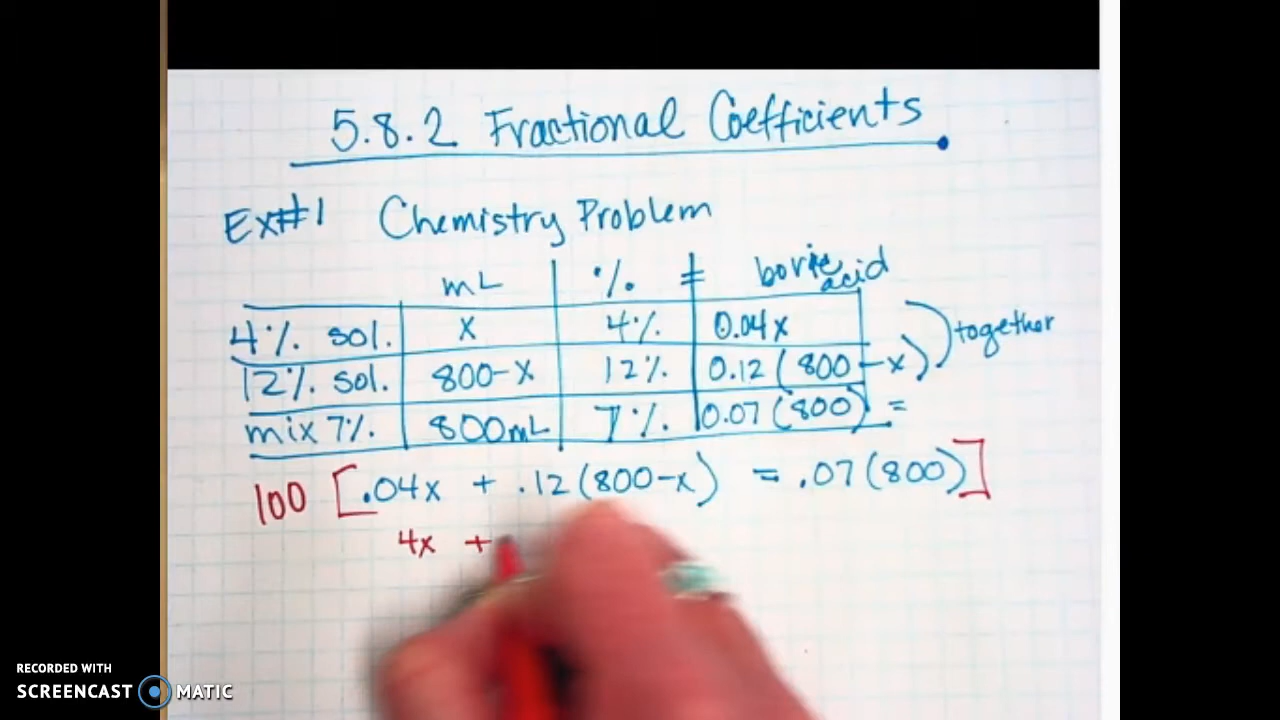 5.8.2 Fractional Coefficients
Ex#1 Chemistry Problem
mL % = boric acid
4% sol. x 4% 0.04x
12% sol. 800-x 12% 0.12(800-x) together
mix 7% 800mL 7% 0.07(800) =
100 [.04x + .12(800-x) = .07(800)]
4x +
RECORDED WITH
SCREENCAST MATIC